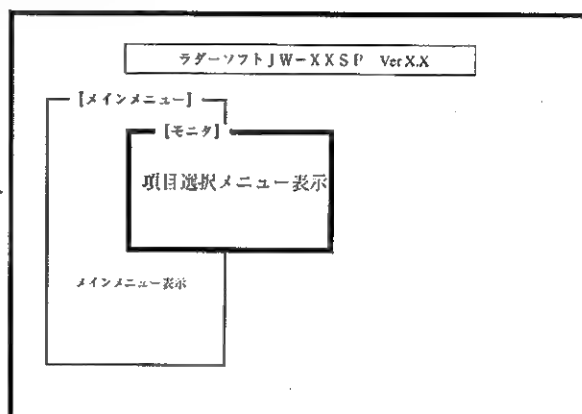 ラダーソフトJW-XXSP Ver X.X
[メインメニュー]
[モニタ]
項目選択メニュー表示
メインメニュー表示